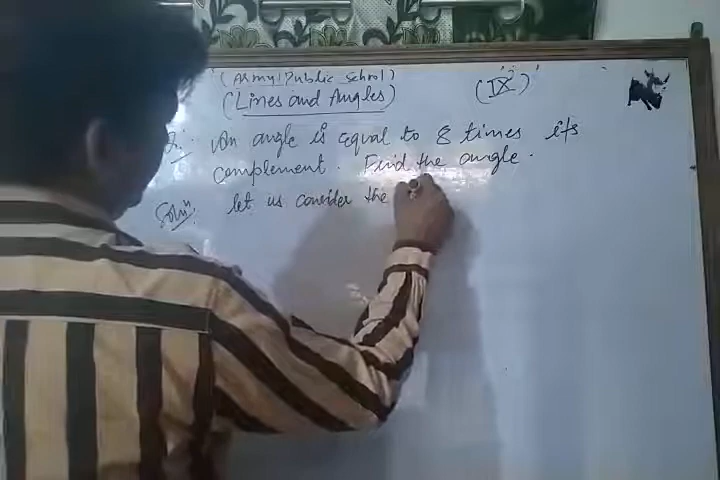 (Army Public School)
(Lines and Angles)
(IX)
Q1: An angle is equal to 8 times its
complement. Find the angle.
Soln: let us consider the